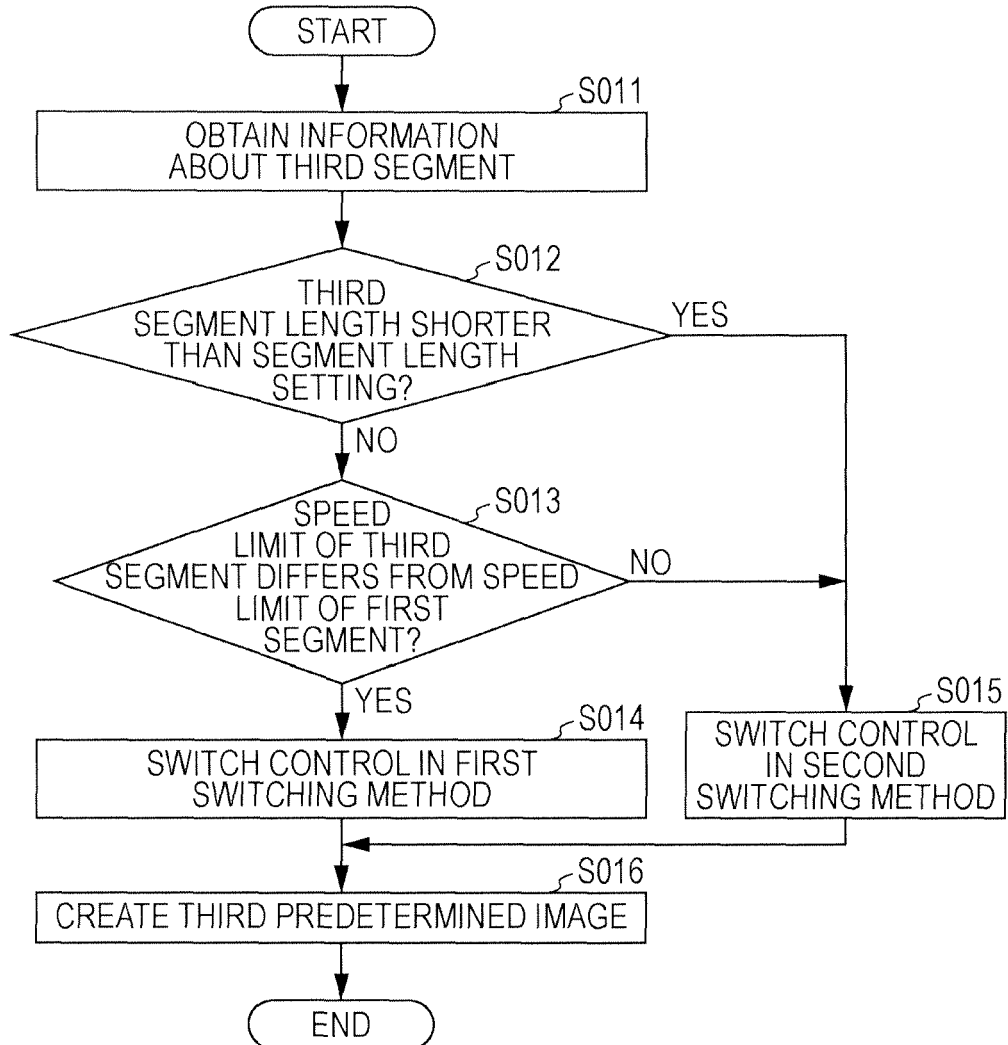 START
S011
OBTAIN INFORMATION
ABOUT THIRD SEGMENT
S012
THIRD
SEGMENT LENGTH SHORTER
THAN SEGMENT LENGTH
SETTING?
YES
NO
S013
SPEED
LIMIT OF THIRD
SEGMENT DIFFERS FROM SPEED
LIMIT OF FIRST
SEGMENT?
NO
YES
S014
SWITCH CONTROL IN FIRST
SWITCHING METHOD
S015
SWITCH CONTROL
IN SECOND
SWITCHING METHOD
S016
CREATE THIRD PREDETERMINED IMAGE
END